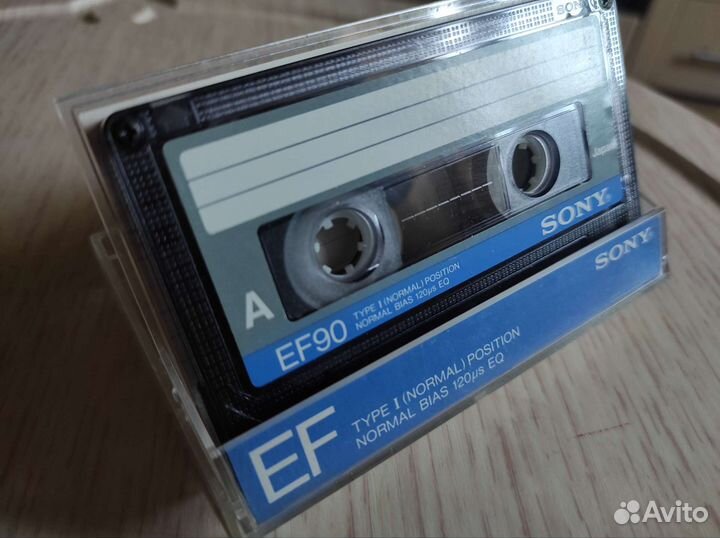 A
SONY
EF90 TYPE I (NORMAL) POSITION
NORMAL BIAS 120µs EQ
SONY
EF TYPE I (NORMAL) POSITION
NORMAL BIAS 120µs EQ
Avito